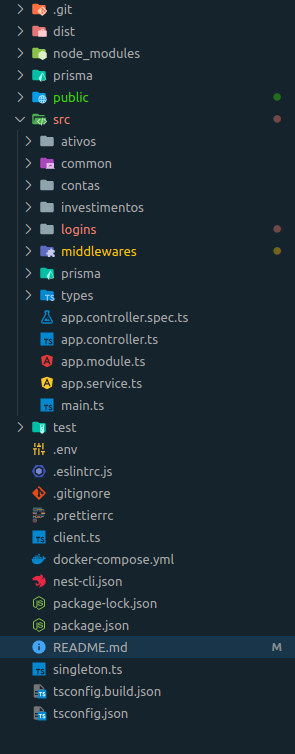 .git
dist
node_modules
prisma
public
src
ativos
common
contas
investimentos
logins
middlewares
prisma
types
app.controller.spec.ts
app.controller.ts
app.module.ts
app.service.ts
main.ts
test
.env
.eslintrc.js
.gitignore
.prettierrc
client.ts
docker-compose.yml
nest-cli.json
package-lock.json
package.json
README.md M
singleton.ts
tsconfig.build.json
tsconfig.json